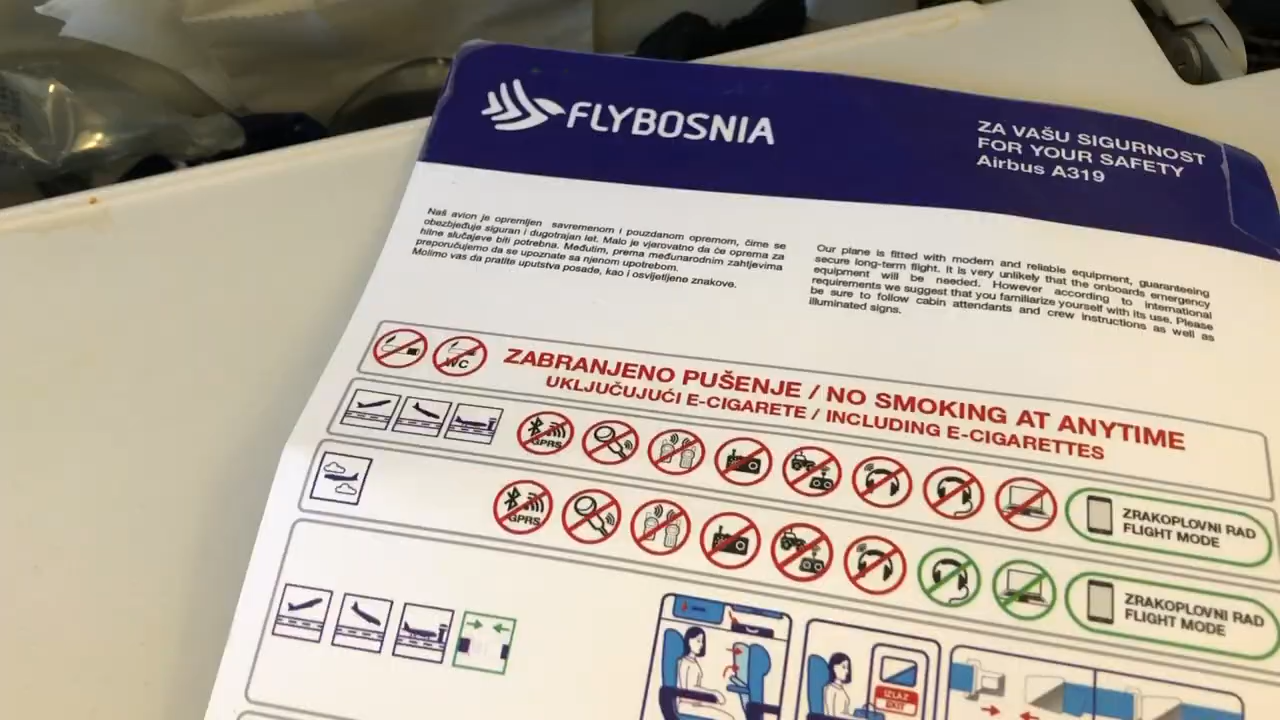 FLYBOSNIA
ZA VAŠU SIGURNOST
FOR YOUR SAFETY
Airbus A319
Naš avion je opremljen savremenom i pouzdanom opremom, čime se
obezbjeđuje siguran i dugotrajan let. Malo je vjerovatno da će oprema za
hitne slučajeve biti potrebna. Međutim, prema međunarodnim zahtjevima
preporučujemo da se upoznate sa njenom upotrebom.
Molimo vas da pratite uputstva posade, kao i osvijetljene znakove.
Our plane is fitted with modern and reliable equipment, guaranteeing
secure long-term flight. It is very unlikely that the onboards emergency
equipment will be needed. However according to international
requirements we suggest that you familiarize yourself with its use. Please
be sure to follow cabin attendants and crew instructions as well as
illuminated signs.
WC
ZABRANJENO PUŠENJE / NO SMOKING AT ANYTIME
UKLJUČUJUĆI E-CIGARETE / INCLUDING E-CIGARETTES
GPRS
ZRAKOPLOVNI RAD
FLIGHT MODE
GPRS
ZRAKOPLOVNI RAD
FLIGHT MODE
IZLAZ
EXIT